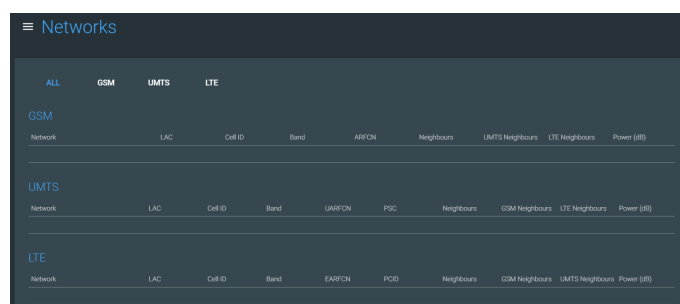 Networks
ALL GSM UMTS LTE
GSM
Network LAC Cell ID Band ARFCN Neighbours UMTS Neighbours LTE Neighbours Power (dB)
UMTS
Network LAC Cell ID Band UARFCN PSC Neighbours GSM Neighbours LTE Neighbours Power (dB)
LTE
Network LAC Cell ID Band EARFCN PCID Neighbours GSM Neighbours UMTS Neighbours Power (dB)